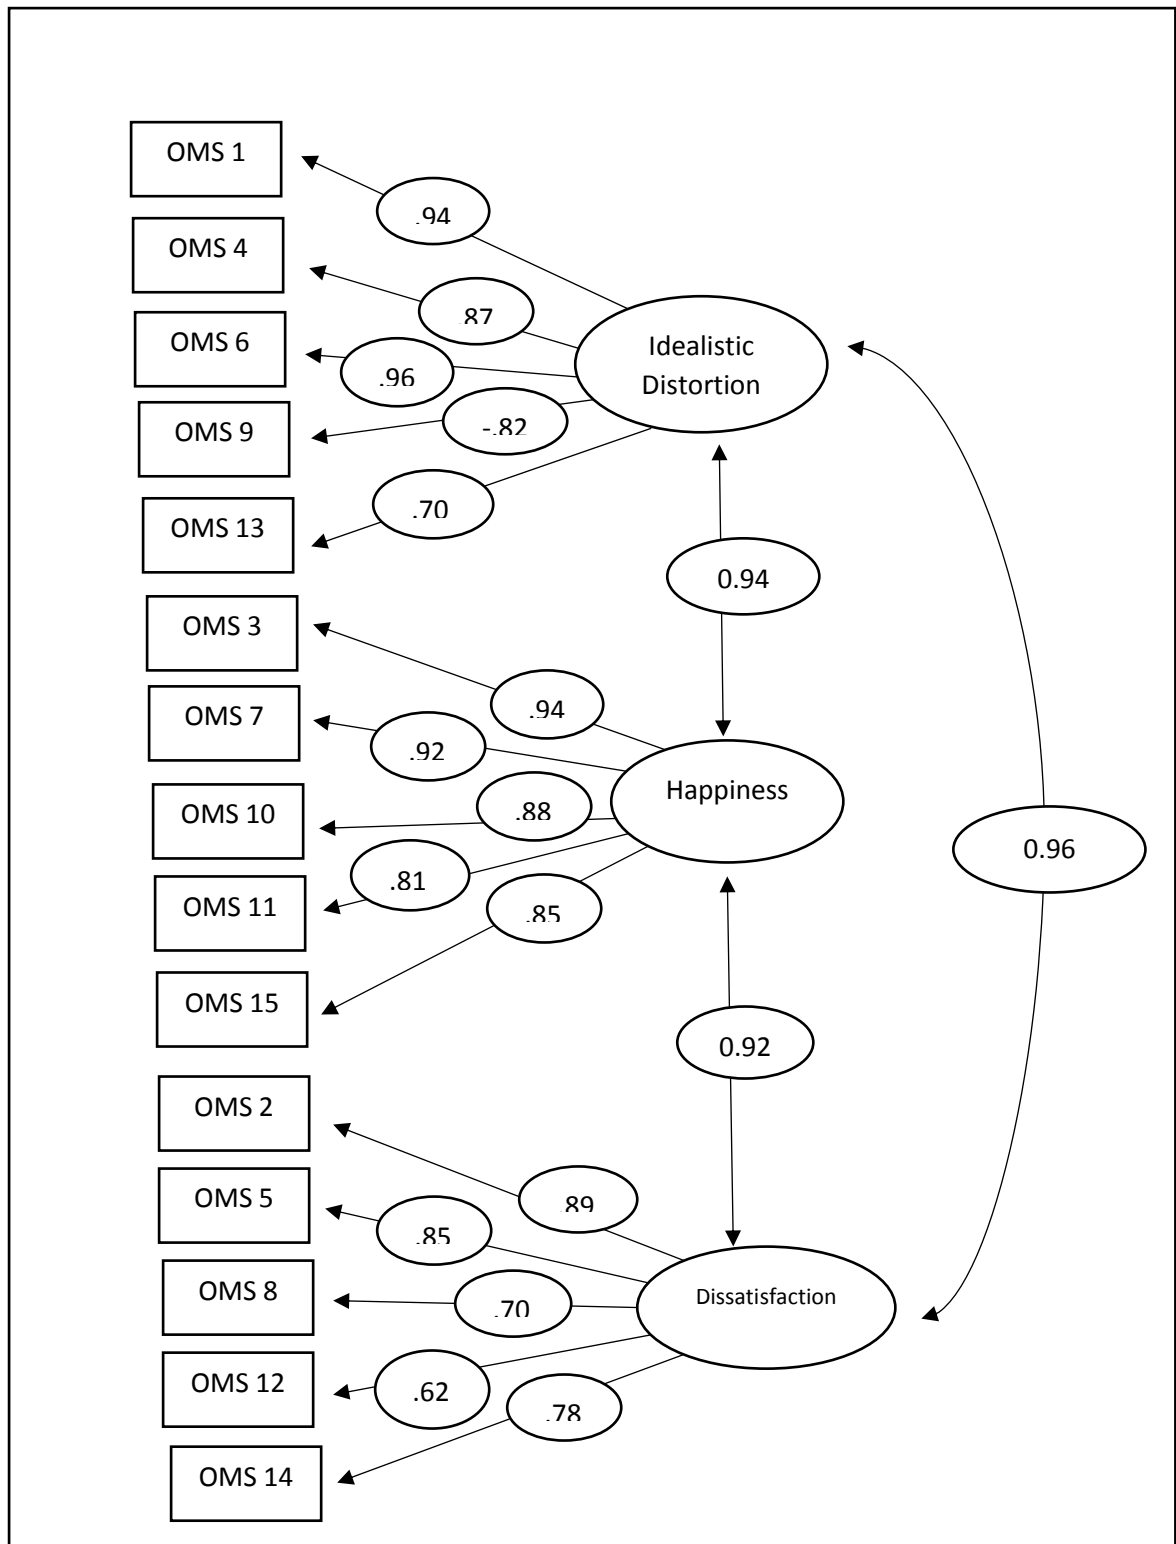 OMS 1
.94
OMS 4
.87
OMS 6
.96
Idealistic
Distortion
OMS 9
-.82
OMS 13
.70
0.94
OMS 3
.94
OMS 7
.92
Happiness
OMS 10
.88
OMS 11
.81
.85
0.96
OMS 15
0.92
OMS 2
.89
OMS 5
.85
OMS 8
.70
Dissatisfaction
OMS 12
.62
.78
OMS 14